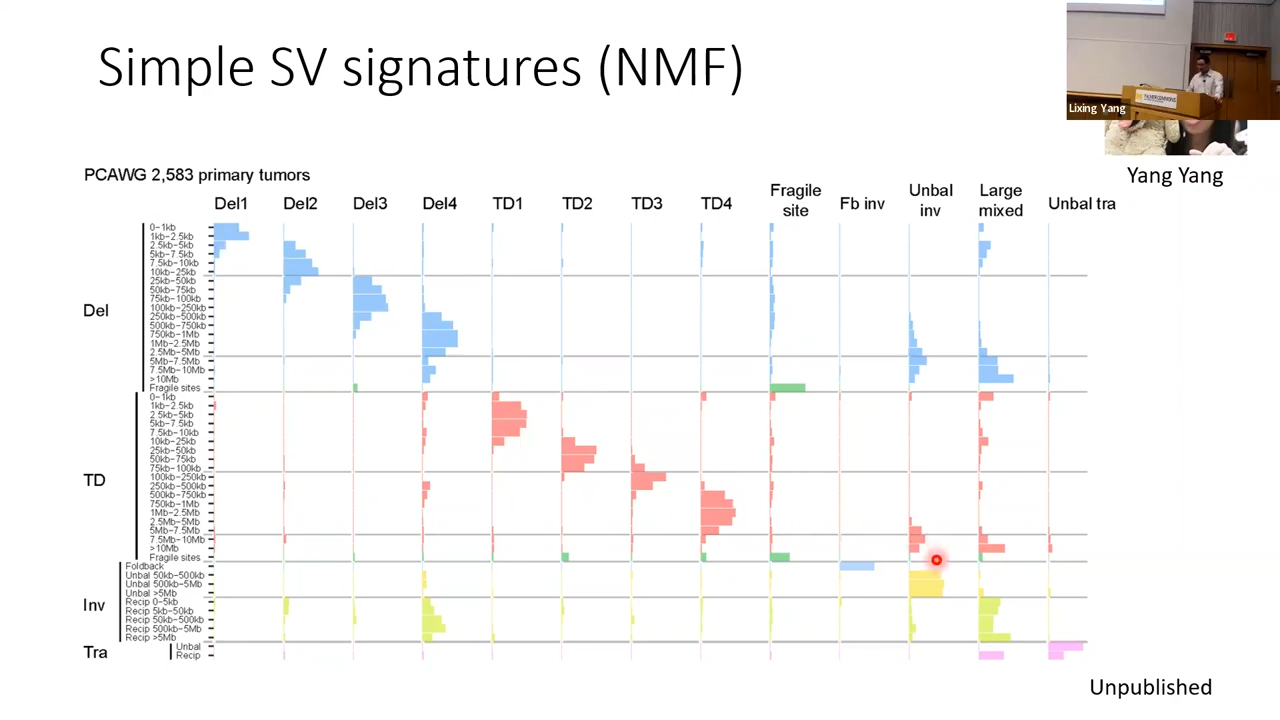 Simple SV signatures (NMF)
Lixing Yang
Yang Yang
PCAWG 2,583 primary tumors
Del1 Del2 Del3 Del4 TD1 TD2 TD3 TD4 Fragile site Fb inv Unbal inv Large mixed Unbal tra
Del
0-1kb
1kb-2.5kb
2.5kb-5kb
5kb-7.5kb
7.5kb-10kb
10kb-25kb
25kb-50kb
50kb-75kb
75kb-100kb
100kb-250kb
250kb-500kb
500kb-750kb
750kb-1Mb
1Mb-2.5Mb
2.5Mb-5Mb
5Mb-7.5Mb
7.5Mb-10Mb
>10Mb
Fragile sites
TD
0-1kb
1kb-2.5kb
2.5kb-5kb
5kb-7.5kb
7.5kb-10kb
10kb-25kb
25kb-50kb
50kb-75kb
75kb-100kb
100kb-250kb
250kb-500kb
500kb-750kb
750kb-1Mb
1Mb-2.5Mb
2.5Mb-5Mb
5Mb-7.5Mb
7.5Mb-10Mb
>10Mb
Fragile sites
Inv
Foldback
Unbal 50kb-500kb
Unbal 500kb-5Mb
Unbal >5Mb
Recip 0-5kb
Recip 5kb-50kb
Recip 50kb-500kb
Recip 500kb-5Mb
Recip >5Mb
Tra
Unbal
Recip
Unpublished